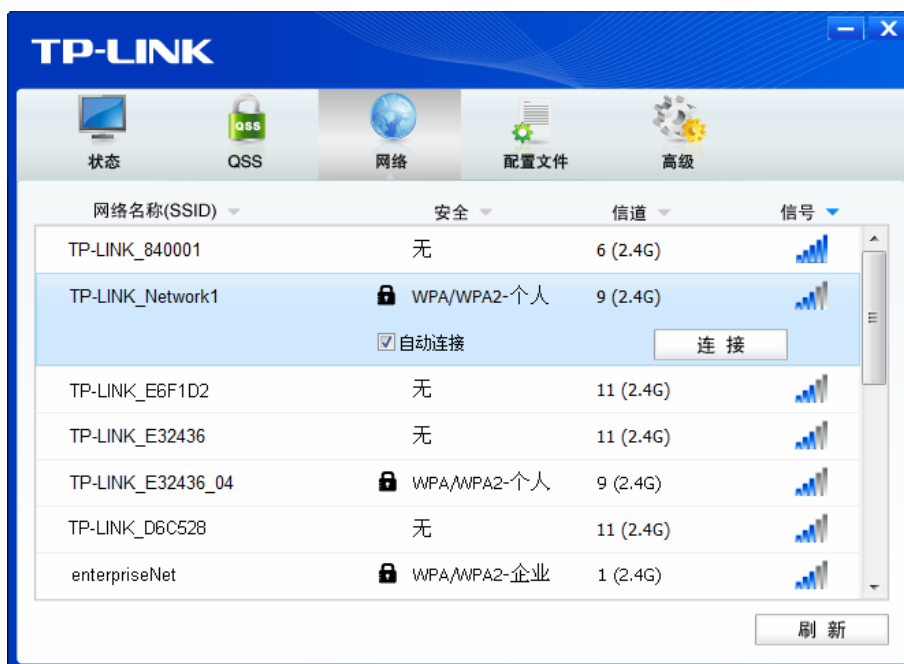 TP-LINK
QSS
状态 QSS 网络 配置文件 高级
网络名称(SSID) 安全 信道 信号
TP-LINK_840001 无 6 (2.4G)
TP-LINK_Network1 WPA/WPA2-个人 9 (2.4G)
自动连接 连 接
TP-LINK_E6F1D2 无 11 (2.4G)
TP-LINK_E32436 无 11 (2.4G)
TP-LINK_E32436_04 WPA/WPA2-个人 9 (2.4G)
TP-LINK_D6C528 无 11 (2.4G)
enterpriseNet WPA/WPA2-企业 1 (2.4G)
刷 新